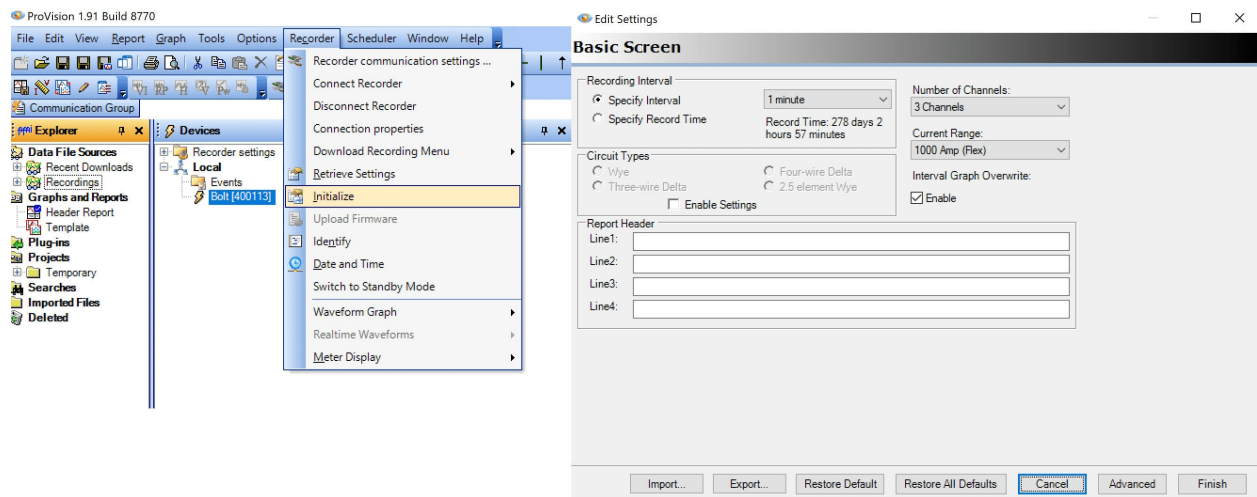 ProVision 1.91 Build 8770
File Edit View Report Graph Tools Options Recorder Scheduler Window Help
Communication Group
Explorer
Data File Sources
Recent Downloads
Recordings
Graphs and Reports
Header Report
Template
Plug-ins
Projects
Temporary
Searches
Imported Files
Deleted
Devices
Recorder settings
Local
Events
Bolt [400113]
Recorder communication settings ...
Connect Recorder
Disconnect Recorder
Connection properties
Download Recording Menu
Retrieve Settings
Initialize
Upload Firmware
Identify
Date and Time
Switch to Standby Mode
Waveform Graph
Realtime Waveforms
Meter Display
Edit Settings
Basic Screen
Recording Interval
Specify Interval
1 minute
Specify Record Time
Record Time: 278 days 2
hours 57 minutes
Number of Channels:
3 Channels
Current Range:
1000 Amp (Flex)
Interval Graph Overwrite:
Enable
Circuit Types
Wye
Four-wire Delta
Three-wire Delta
2.5 element Wye
Enable Settings
Report Header
Line1:
Line2:
Line3:
Line4:
Import...
Export...
Restore Default
Restore All Defaults
Cancel
Advanced
Finish